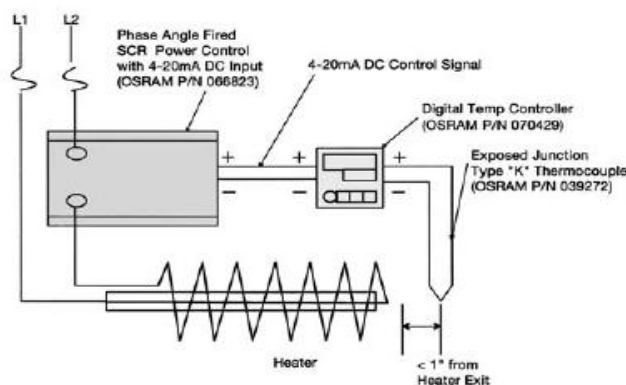 L1
L2
Phase Angle Fired
SCR Power Control
with 4-20mA DC Input
(OSRAM P/N 066823)
4-20mA DC Control Signal
Digital Temp Controller
(OSRAM P/N 070429)
+
+
+
Exposed Junction
Type "K" Thermocouple
(OSRAM P/N 039272)
−
−
−
Heater
< 1" from
Heater Exit